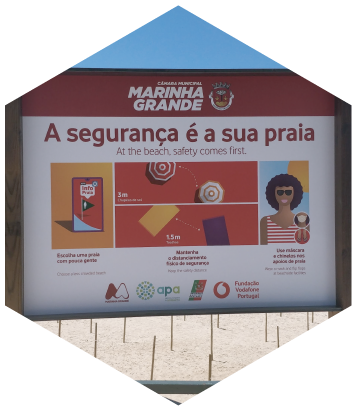 CÂMARA MUNICIPAL
MARINHA
GRANDE
A segurança é a sua praia
At the beach, safety comes first.
Info
Praia
3m
1.5m
Escolha uma praia
com pouca gente
Mantenha
o distanciamento
físico de segurança
Use máscara
e chinelos nos
apoios de praia
apa
Fundação
Vodafone
Portugal